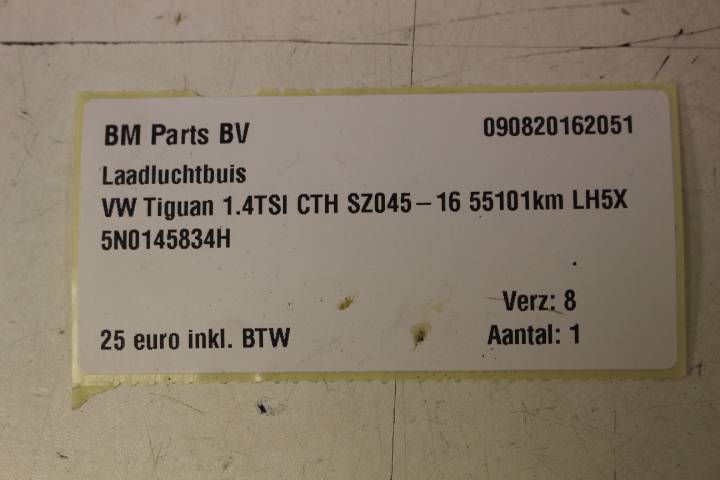 BM Parts BV 090820162051
Laadluchtbuis
VW Tiguan 1.4TSI CTH SZ045-16 55101km LH5X
5N0145834H
Verz: 8
25 euro inkl. BTW Aantal: 1